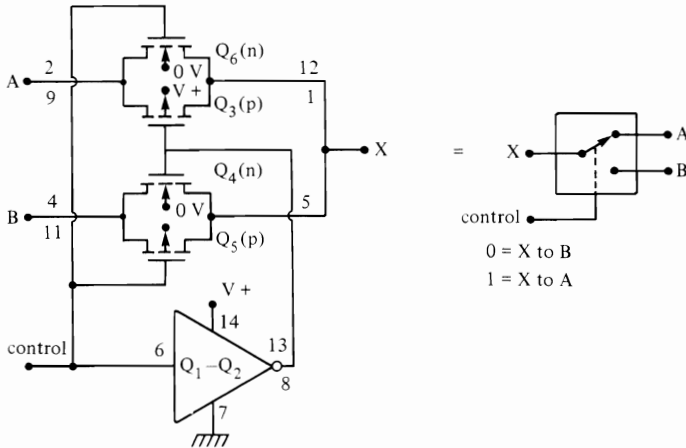 Q6(n)
A 2 0 V 12
9 V + Q3(p) 1
X
Q4(n)
B 4 0 V 5
11 Q5(p)
V +
14
control 6 Q1–Q2 13
8
7
=
X A
B
control
0 = X to B
1 = X to A